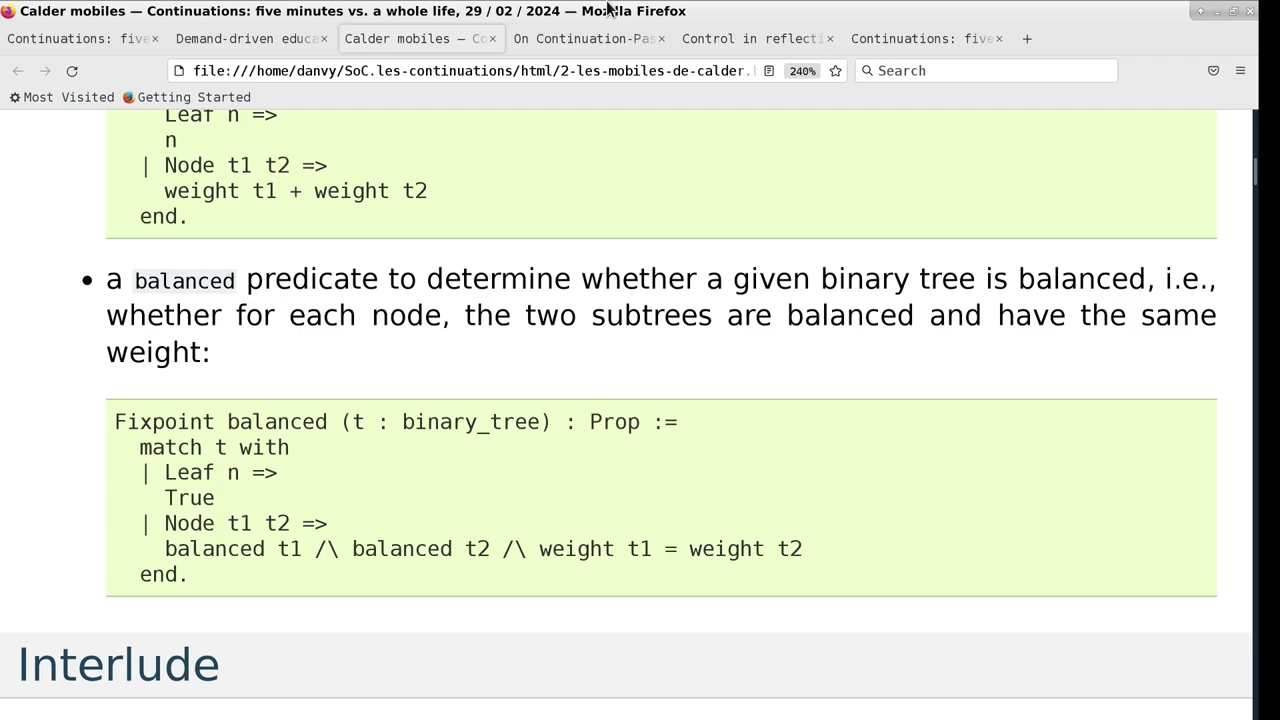 Calder mobiles — Continuations: five minutes vs. a whole life, 29 / 02 / 2024 — Mozilla Firefox
Continuations: five
Demand-driven educa
Calder mobiles — Co
On Continuation-Pas
Control in reflecti
Continuations: five
file:///home/danvy/SoC.les-continuations/html/2-les-mobiles-de-calder.
240%
Search
Most Visited
Getting Started
Leaf n =>
n
| Node t1 t2 =>
weight t1 + weight t2
end.
• a balanced predicate to determine whether a given binary tree is balanced, i.e.,
whether for each node, the two subtrees are balanced and have the same
weight:
Fixpoint balanced (t : binary_tree) : Prop :=
match t with
| Leaf n =>
True
| Node t1 t2 =>
balanced t1 /\ balanced t2 /\ weight t1 = weight t2
end.
Interlude